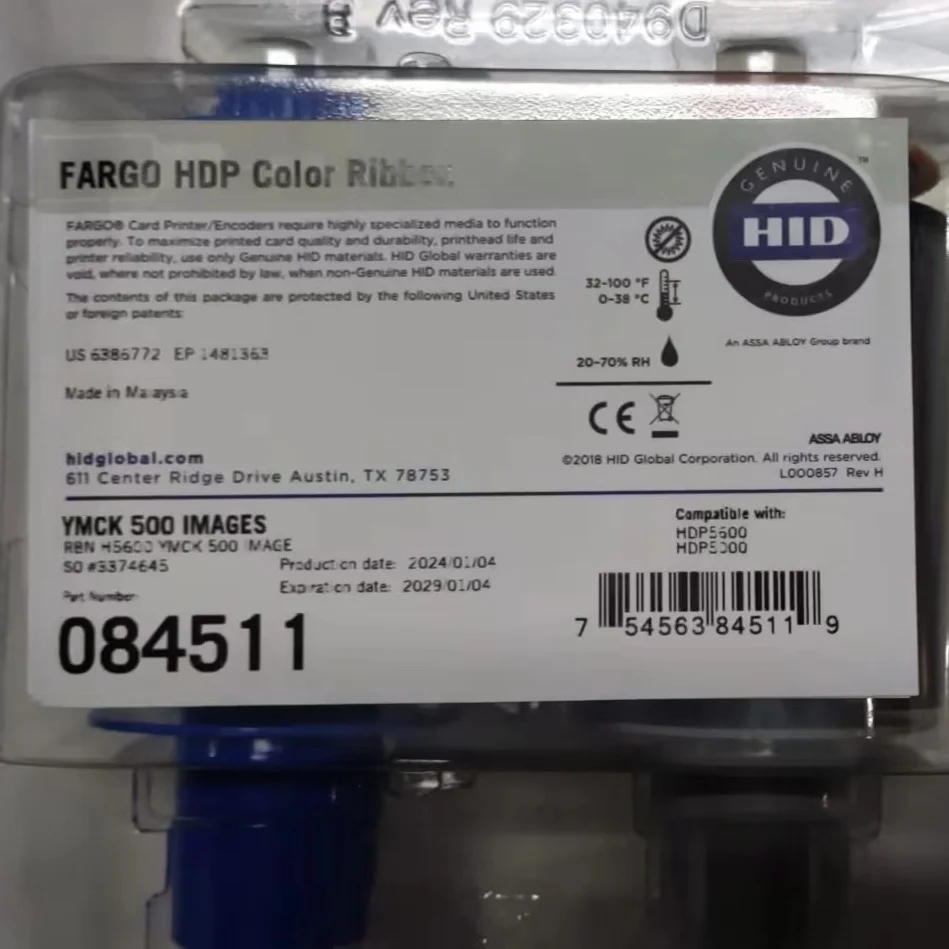 D940329 Rev B
FARGO HDP Color Ribbon
GENUINE
HID
PRODUCTS
™
FARGO® Card Printer/Encoders require highly specialized media to function
properly. To maximize printed card quality and durability, printhead life and
printer reliability, use only Genuine HID materials. HID Global warranties are
void, where not prohibited by law, when non-Genuine HID materials are used.
The contents of this package are protected by the following United States
or foreign patents:
32-100 °F
0-38 °C
20-70% RH
An ASSA ABLOY Group brand
US 6386772 EP 1481363
Made in Malaysia
CE
ASSA ABLOY
©2018 HID Global Corporation. All rights reserved.
L000857 Rev H
hidglobal.com
611 Center Ridge Drive Austin, TX 78753
YMCK 500 IMAGES
RBN H5600 YMCK 500 IMAGE
SO #3374645
Production date: 2024/01/04
Expiration date: 2029/01/04
Part Number:
084511
Compatible with:
HDP5600
HDP5000
7 54563 84511 9